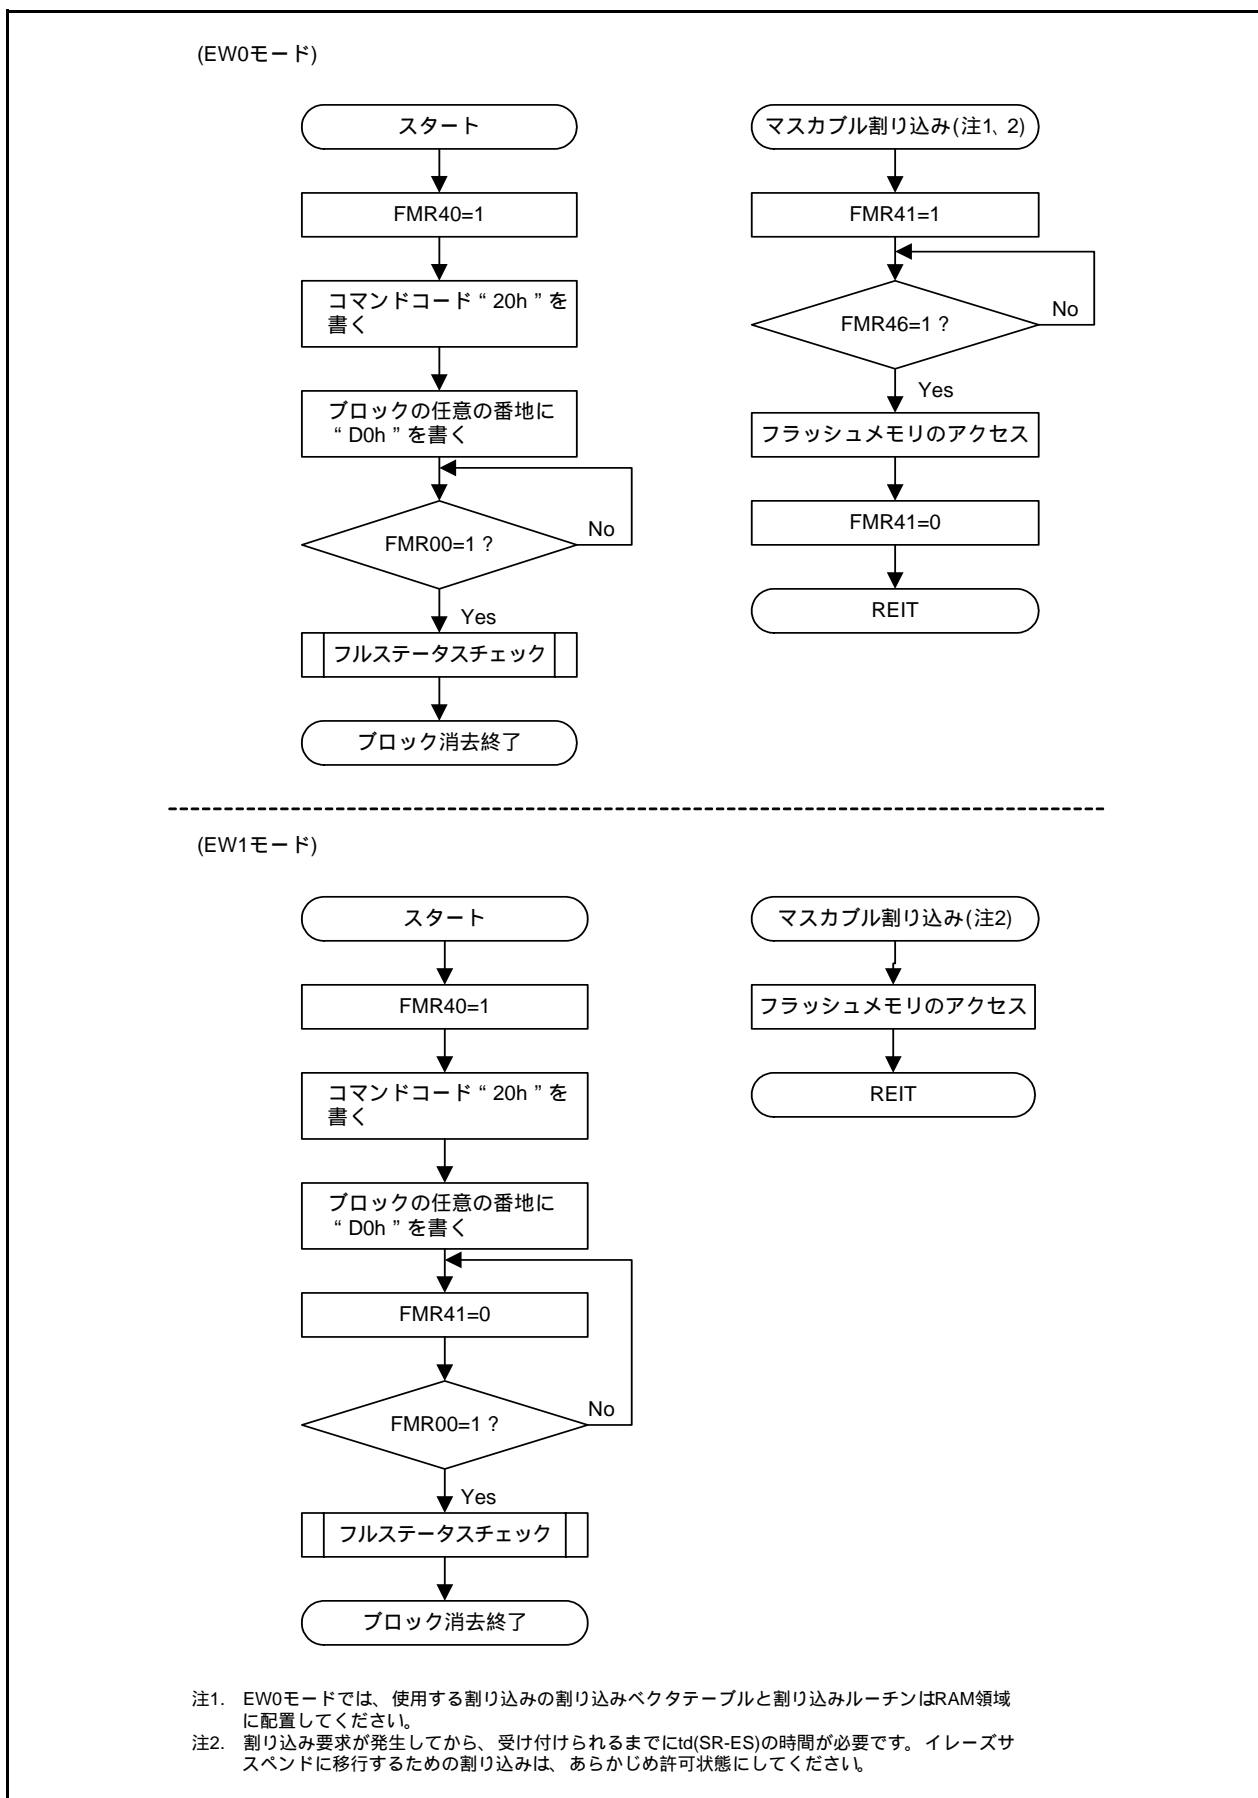 (EW0モード)
スタート
FMR40=1
コマンドコード“ 20h ”を
書く
ブロックの任意の番地に
“ D0h ”を書く
FMR00=1 ?
No
Yes
フルステータスチェック
ブロック消去終了
マスカブル割り込み(注1、2)
FMR41=1
FMR46=1 ?
No
Yes
フラッシュメモリのアクセス
FMR41=0
REIT
(EW1モード)
スタート
FMR40=1
コマンドコード“ 20h ”を
書く
ブロックの任意の番地に
“ D0h ”を書く
FMR41=0
FMR00=1 ?
No
Yes
フルステータスチェック
ブロック消去終了
マスカブル割り込み(注2)
フラッシュメモリのアクセス
REIT
注1. EW0モードでは、使用する割り込みの割り込みベクタテーブルと割り込みルーチンはRAM領域
に配置してください。
注2. 割り込み要求が発生してから、受け付けられるまでにtd(SR-ES)の時間が必要です。イレーズサ
スペンドに移行するための割り込みは、あらかじめ許可状態にしてください。